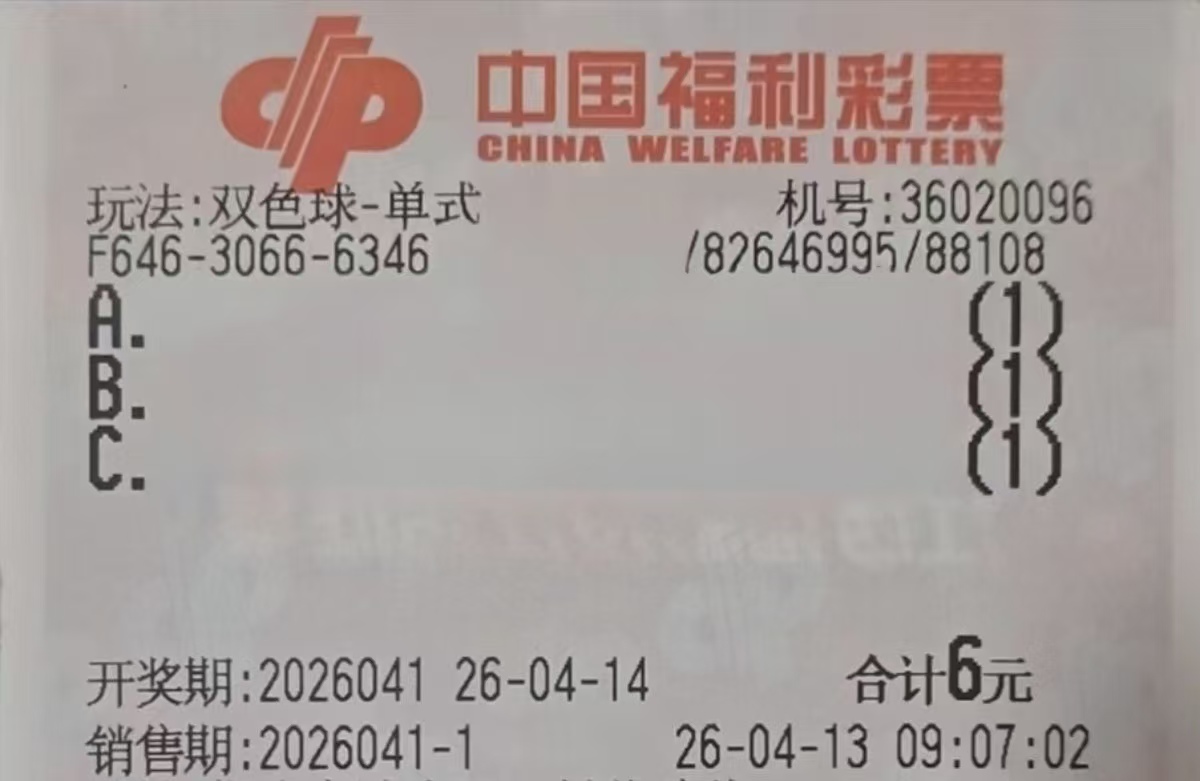 中国福利彩票
CHINA WELFARE LOTTERY
玩法:双色球-单式 机号:36020096
F646-3066-6346 /82646995/88108
A. (1)
B. (1)
C. (1)
开奖期:2026041 26-04-14 合计6元
销售期:2026041-1 26-04-13 09:07:02